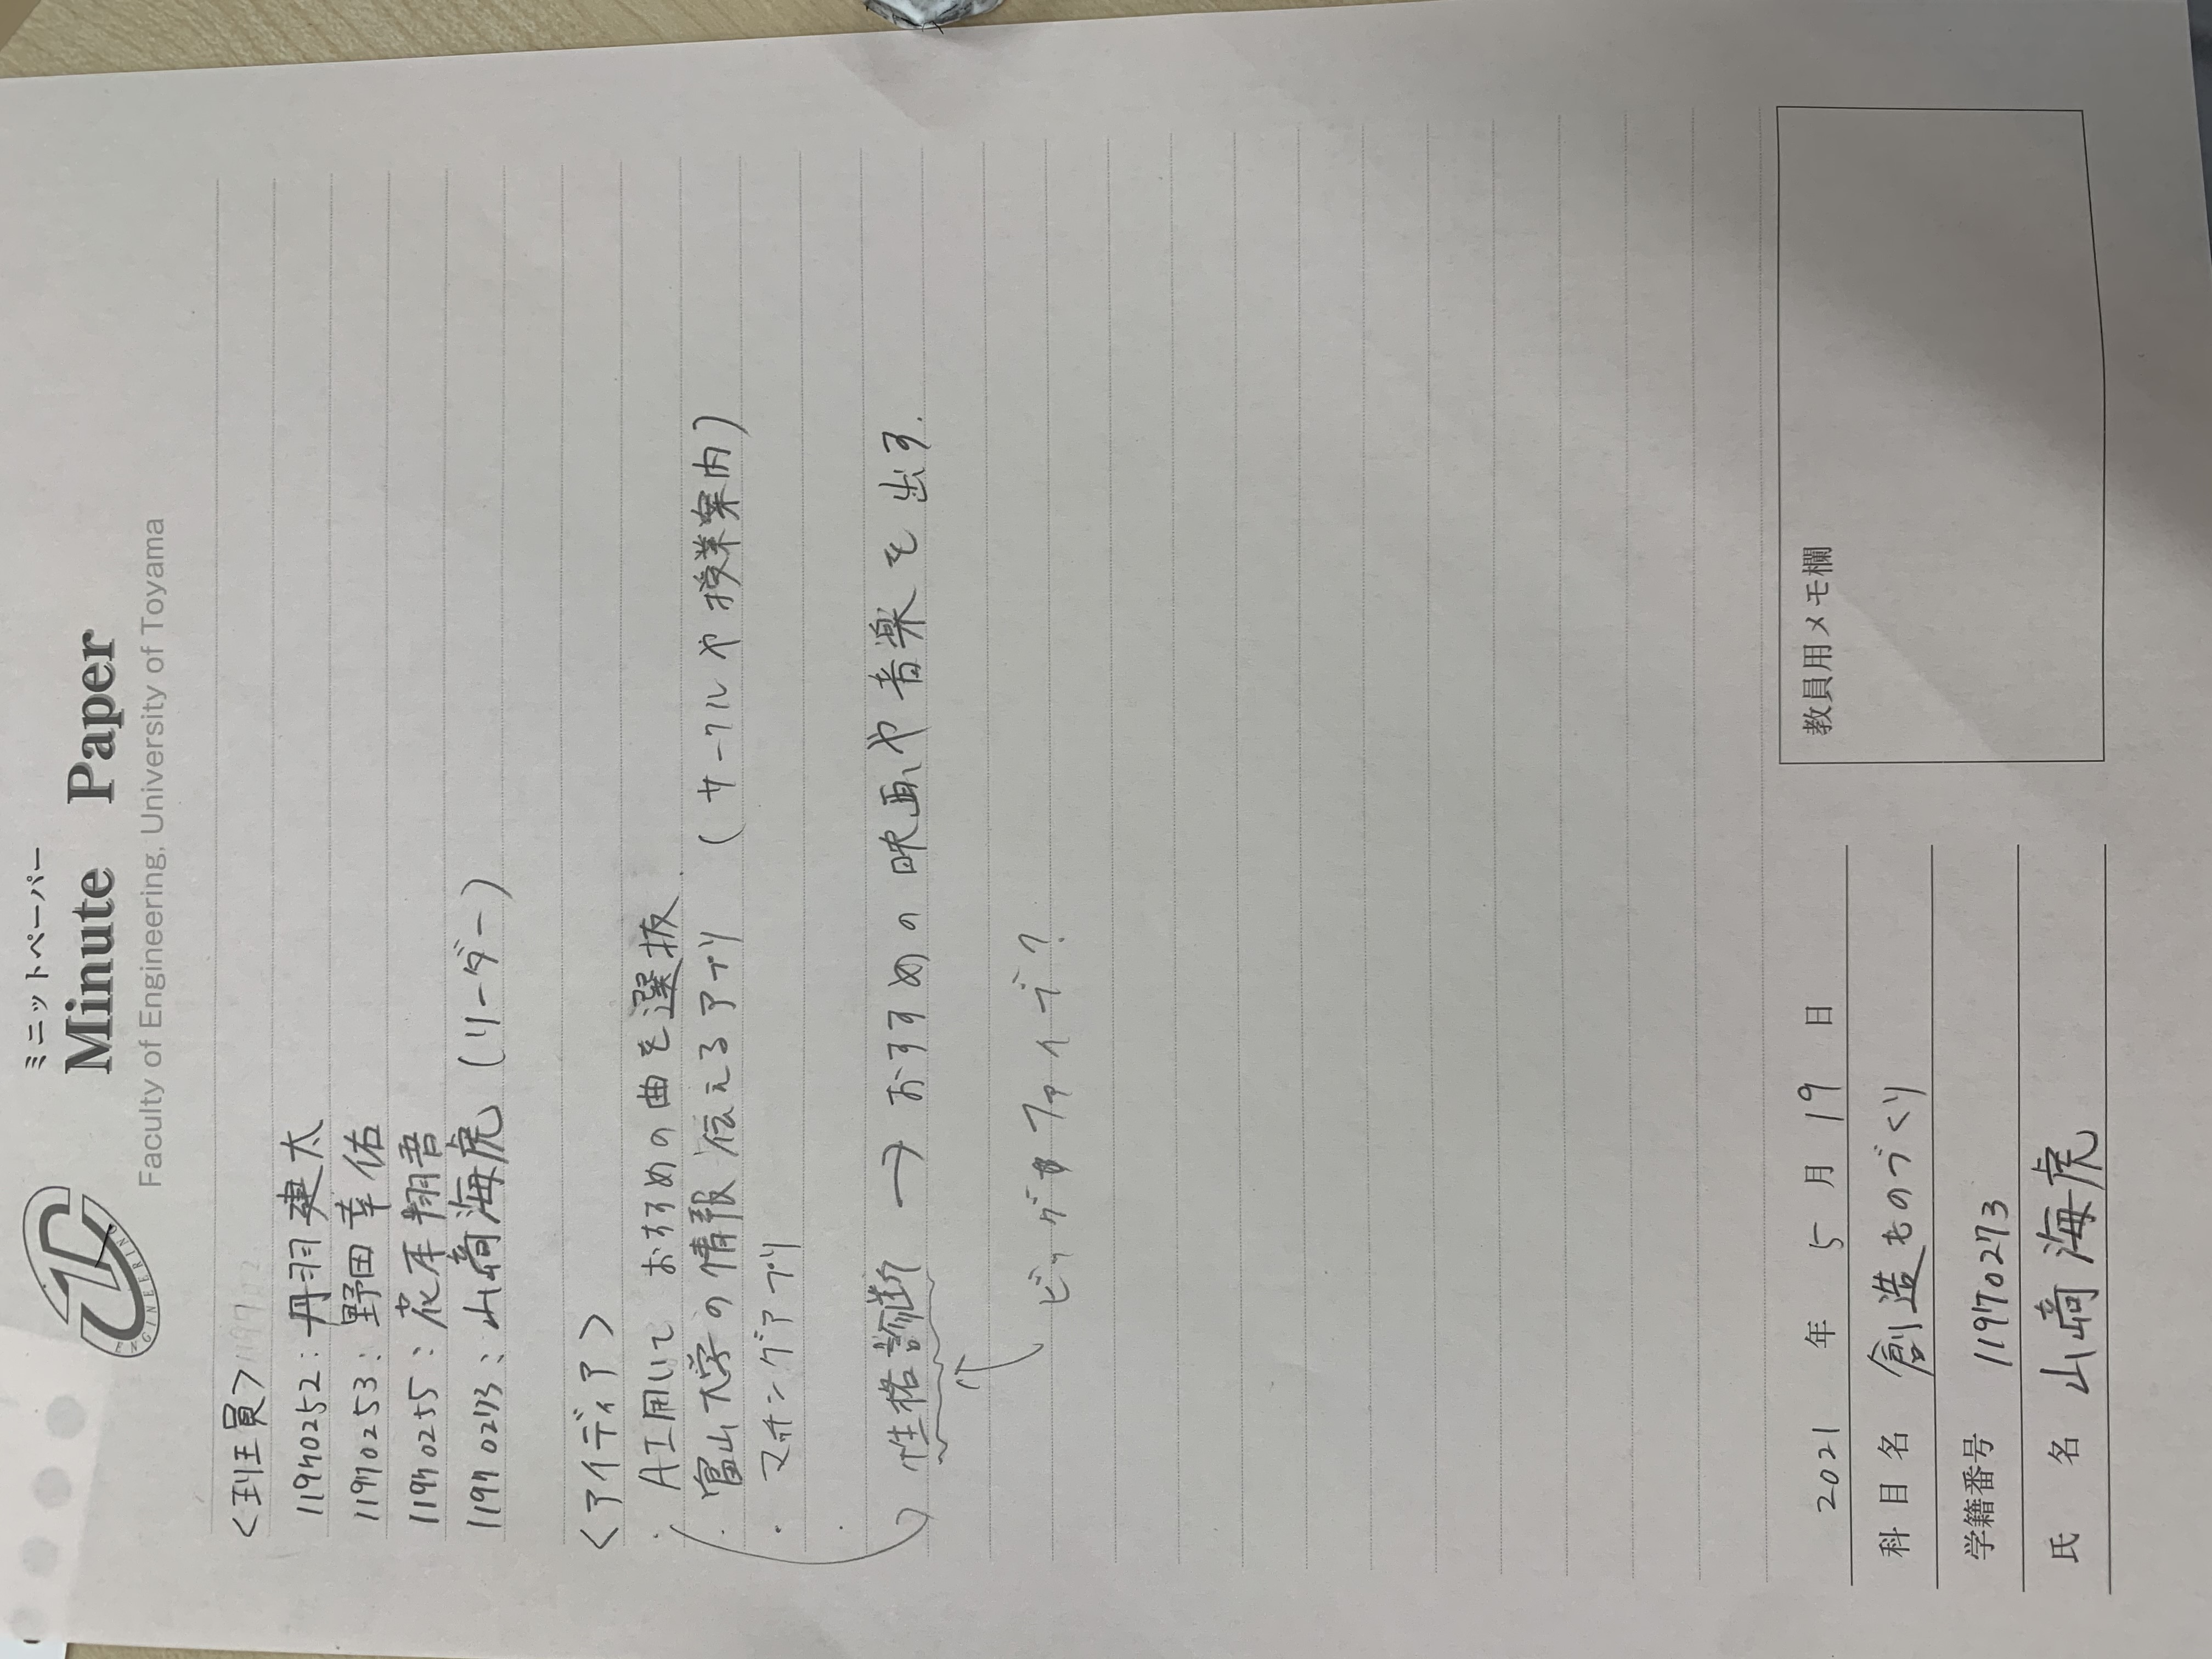 ミニットペーパー
Minute Paper
ENGINEERING
Faculty of Engineering, University of Toyama
<班員>
11970252: 丹羽建太
11970253: 野田幸佑
11970255: 花本翔吾
11970273: 山﨑海虎 (リーダー)
<アイディア>
・AI用いて おすすめの曲を選抜.
・富山大学の情報 伝えるアプリ (サークルや授業案内)
・マッチングアプリ
・
性格診断 → おすすめの 映画や音楽を出す.
ビッグ ファイブ?
2021 年 5 月 19 日
科目名 創造ものづくり
学籍番号 11970273
氏 名 山﨑海虎
教員用メモ欄